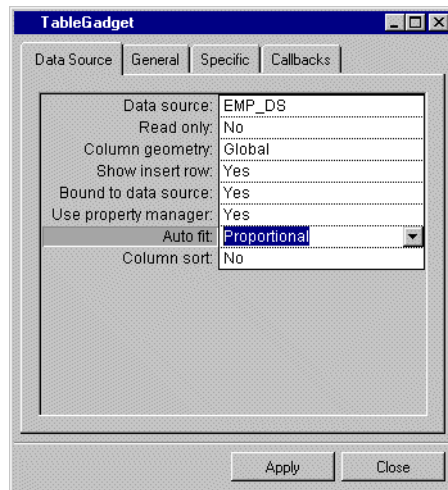 TableGadget
Data Source General Specific Callbacks
Data source: EMP_DS
Read only: No
Column geometry: Global
Show insert row: Yes
Bound to data source: Yes
Use property manager: Yes
Auto fit: Proportional
Column sort: No
Apply Close